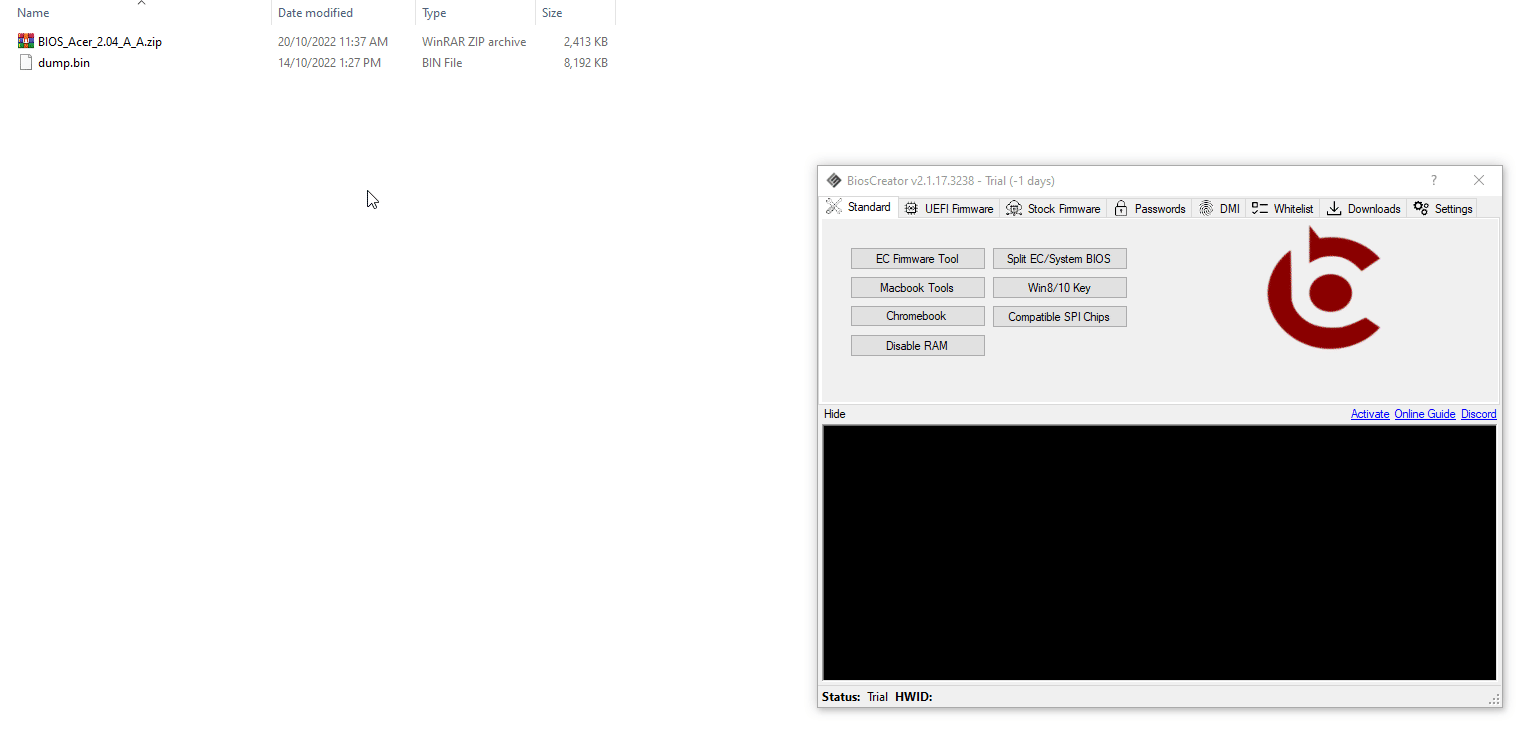 Name Date modified Type Size
BIOS_Acer_2.04_A_A.zip 20/10/2022 11:37 AM WinRAR ZIP archive 2,413 KB
dump.bin 14/10/2022 1:27 PM BIN File 8,192 KB
BiosCreator v2.1.17.3238 - Trial (-1 days) ?
Standard UEFI Firmware Stock Firmware Passwords DMI Whitelist Downloads Settings
EC Firmware Tool Split EC/System BIOS
Macbook Tools Win8/10 Key
Chromebook Compatible SPI Chips
Disable RAM
Hide Activate Online Guide Discord
Status: Trial HWID: